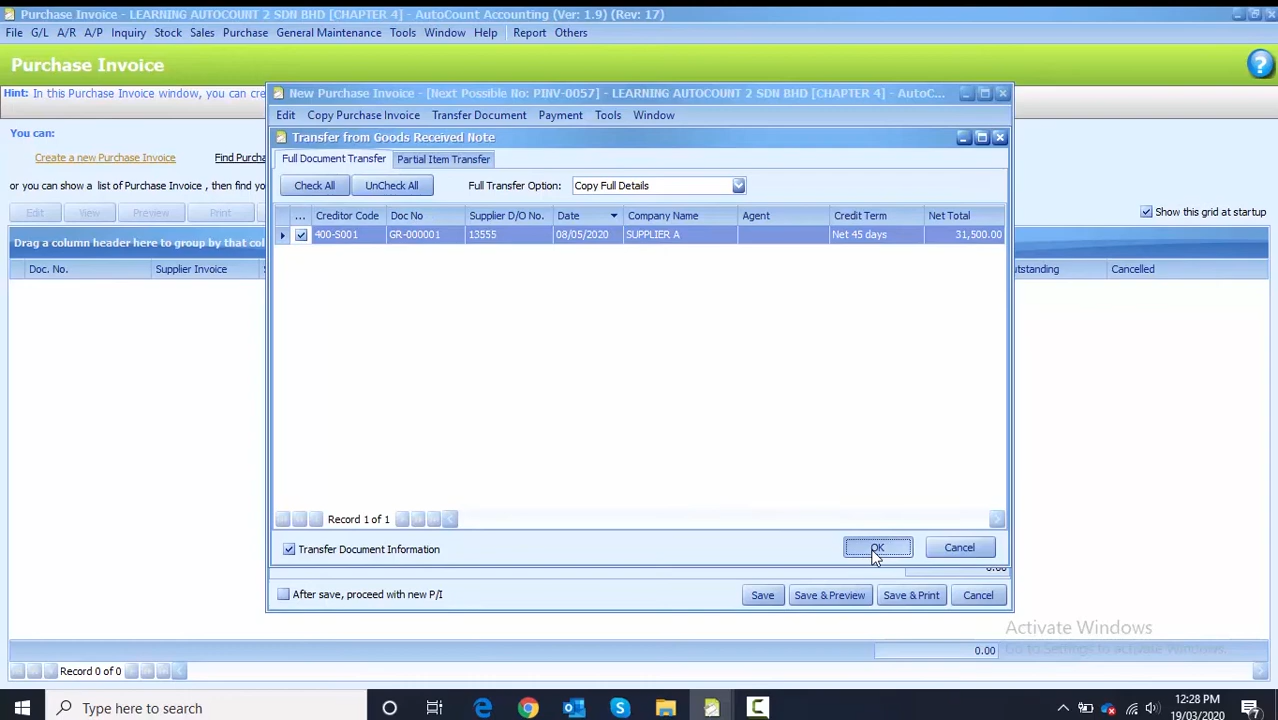 Purchase Invoice - LEARNING AUTOCOUNT 2 SDN BHD [CHAPTER 4] - AutoCount Accounting (Ver: 1.9) (Rev: 17)
File G/L A/R A/P Inquiry Stock Sales Purchase General Maintenance Tools Window Help Report Others
Purchase Invoice
?
Hint: In this Purchase Invoice window, you can cre
New Purchase Invoice - [Next Possible No: PINV-0057] - LEARNING AUTOCOUNT 2 SDN BHD [CHAPTER 4] - AutoC...
Edit Copy Purchase Invoice Transfer Document Payment Tools Window
You can:
Transfer from Goods Received Note
Create a new Purchase Invoice Find Purcha
Full Document Transfer Partial Item Transfer
or you can show a list of Purchase Invoice , then find yo
Check All UnCheck All Full Transfer Option: Copy Full Details
Edit View Preview Print
Show this grid at startup
... Creditor Code Doc No Supplier D/O No. Date Company Name Agent Credit Term Net Total
400-S001 GR-000001 13555 08/05/2020 SUPPLIER A Net 45 days 31,500.00
Drag a column header here to group by that col
Doc. No. Supplier Invoice S utstanding Cancelled
Record 1 of 1
Transfer Document Information OK Cancel
0.00
After save, proceed with new P/I Save Save & Preview Save & Print Cancel
Activate Windows
Go to Settings to activate Windows.
0.00
Record 0 of 0
Type here to search
12:28 PM
19/03/2020
7